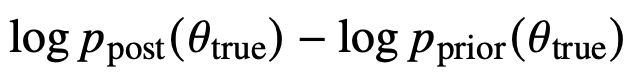 log p_post(θ_true) − log p_prior(θ_true)